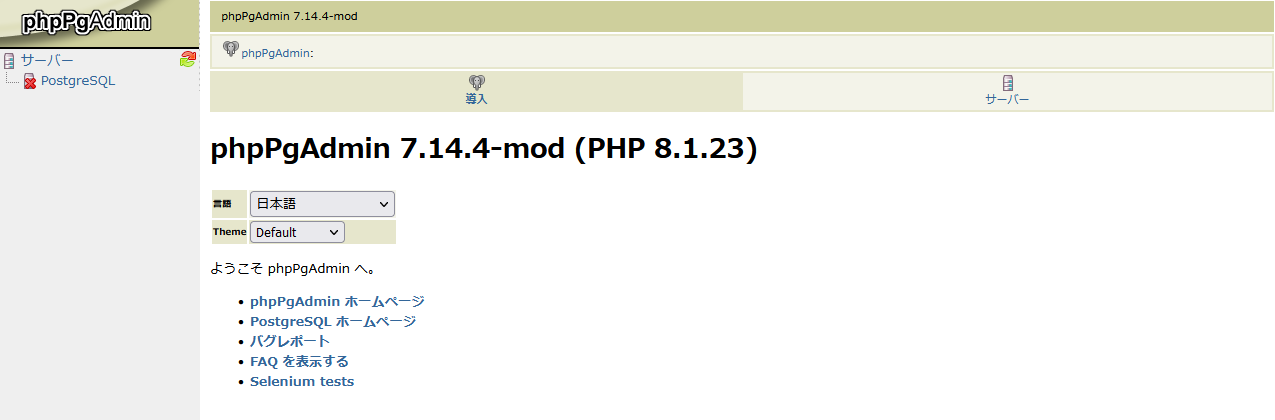 phpPgAdmin
サーバー
PostgreSQL
phpPgAdmin 7.14.4-mod
phpPgAdmin:
導入
サーバー
phpPgAdmin 7.14.4-mod (PHP 8.1.23)
言語 日本語
Theme Default
ようこそ phpPgAdmin へ。
• phpPgAdmin ホームページ
• PostgreSQL ホームページ
• バグレポート
• FAQ を表示する
• Selenium tests